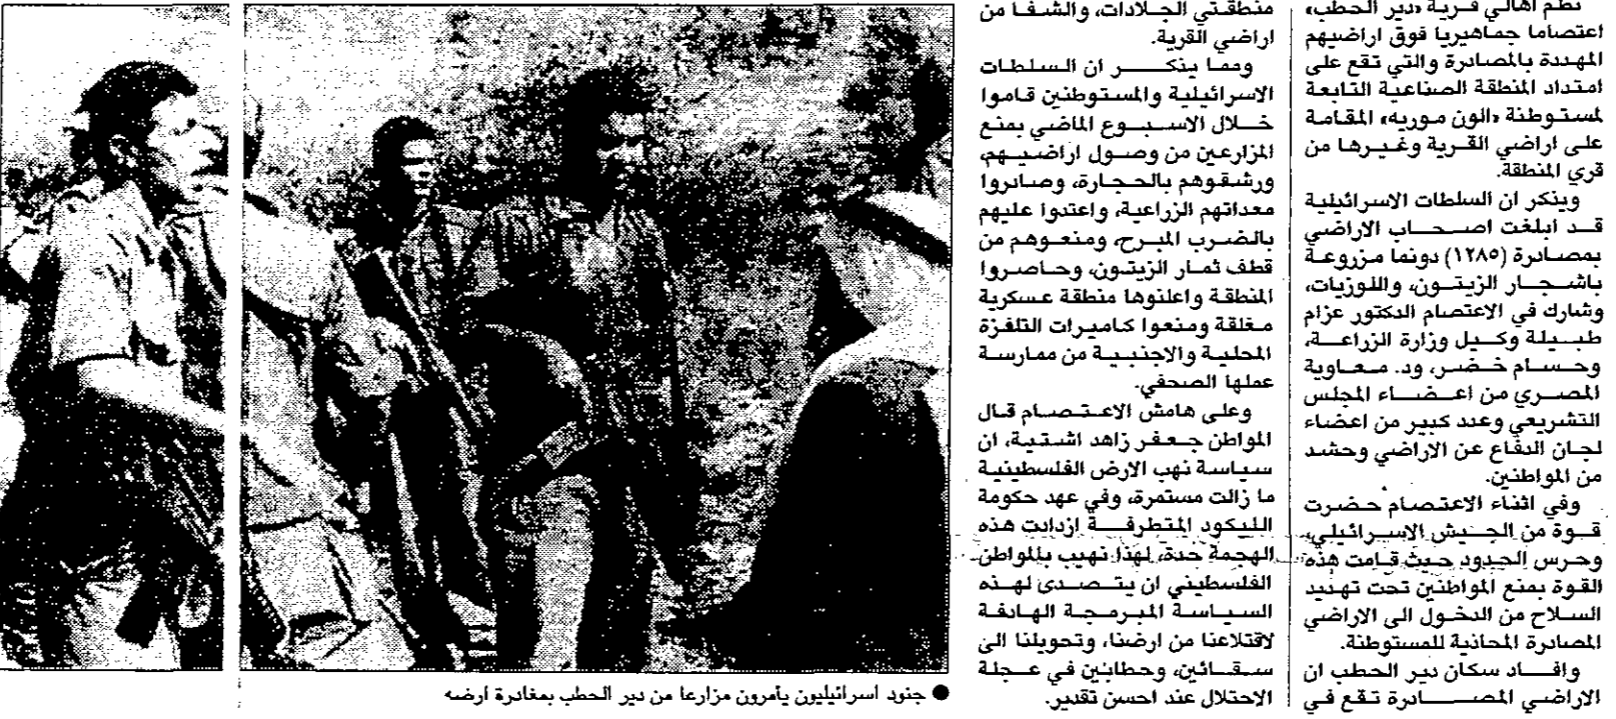 نظم اهالي قرية «دير الحطب»
اعتصاما جماهيريا فوق اراضيهم
المهددة بالمصادرة والتي تقع على
امتداد المنطقة الصناعية التابعة
لمستوطنة «الون موريه» المقامة
على اراضي القرية وغيرها من
قرى المنطقة.
ويذكر ان السلطات الاسرائيلية
قد ابلغت اصحاب الاراضي
بمصادرة (١٢٨٥) دونما مزروعة
باشجار الزيتون، واللوزيات،
وشارك في الاعتصام الدكتور عزام
طبيلة وكيل وزارة الزراعة،
وحسام خضر، ود. معاوية
المصري من اعضاء المجلس
التشريعي وعدد كبير من اعضاء
لجان الدفاع عن الاراضي وحشد
من المواطنين.
وفي اثناء الاعتصام حضرت
قوة من الجيش الاسرائيلي،
وحرس الحدود حيث قامت هذه
القوة بمنع المواطنين تحت تهديد
السلاح من الدخول الى الاراضي
المصادرة المحاذية للمستوطنة.
وافاد سكان دير الحطب ان
الاراضي المصادرة تقع في
منطقتي الجلادات، والشفا من
اراضي القرية.
ومما يذكر ان السلطات
الاسرائيلية والمستوطنين قاموا
خلال الاسبوع الماضي بمنع
المزارعين من وصول اراضيهم،
ورشقوهم بالحجارة، وصادروا
معداتهم الزراعية، واعتدوا عليهم
بالضرب المبرح، ومنعوهم من
قطف ثمار الزيتون، وحاصروا
المنطقة واعلنوها منطقة عسكرية
مغلقة ومنعوا كاميرات التلفزة
المحلية والاجنبية من ممارسة
عملها الصحفي.
وعلى هامش الاعتصام قال
المواطن جعفر زاهد اشتية، ان
سياسة نهب الارض الفلسطينية
ما زالت مستمرة، وفي عهد حكومة
الليكود المتطرفة ازدادت هذه
الهجمة حدة، لهذا نهيب بالمواطن
الفلسطيني ان يتصدى لهذه
السياسة المبرمجة الهادفة
لاقتلاعنا من ارضنا، وتحويلنا الى
سقائين، وحطابين في عجلة
الاحتلال عند احسن تقدير.
● جنود اسرائيليون يأمرون مزارعا من دير الحطب بمغادرة ارضه